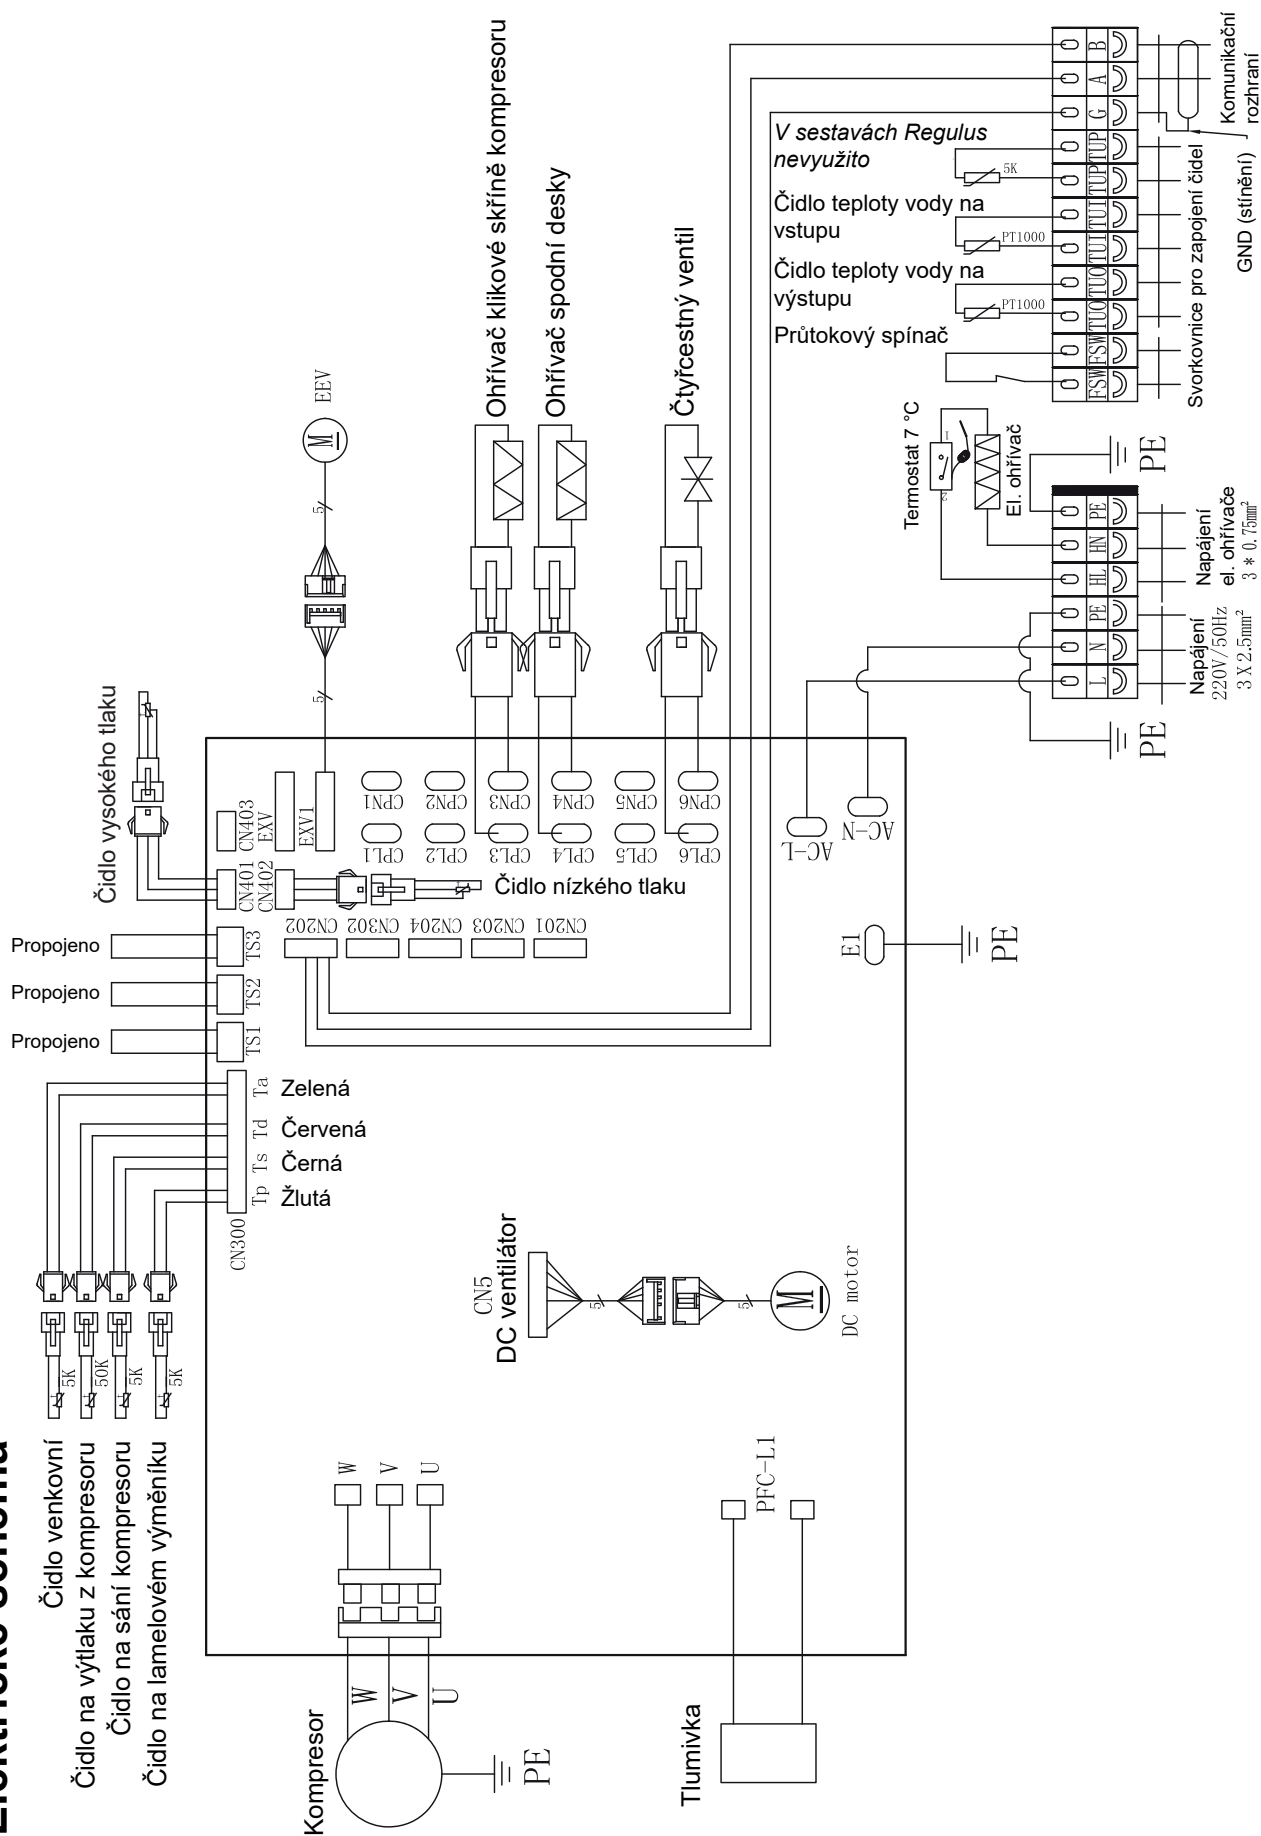 Čidlo venkovní
Čidlo na výtlaku z kompresoru
Čidlo na sání kompresoru
Čidlo na lamelovém výměníku
5K
50K
5K
5K
CN300
Tp
Ts
Td
Ta
Žlutá
Černá
Červená
Zelená
Propojeno
Propojeno
Propojeno
TS1
TS2
TS3
Čidlo vysokého tlaku
CN401
CN403
CN402
EXV
EXV1
Čidlo nízkého tlaku
5
5
M
EEV
CN202
CN302
CN204
CN203
CN201
CPL1
CPL2
CPL3
CPL4
CPL5
CPL6
CPN1
CPN2
CPN3
CPN4
CPN5
CPN6
Ohřívač klikové skříně kompresoru
Ohřívač spodní desky
Čtyřcestný ventil
AC-L
AC-N
E1
PE
Kompresor
W
V
U
W
V
U
PE
Tlumivka
PFC-L1
CN5
DC ventilátor
5
5
M
DC motor
V sestavách Regulus
nevyužito
5K
Čidlo teploty vody na
vstupu
PT1000
Čidlo teploty vody na
výstupu
PT1000
Průtokový spínač
Termostat 7 °C
1
2
El. ohřívač
PE
PE
L
N
PE
HL
HN
PE
Napájení
220V/50Hz
3 X 2.5mm²
Napájení
el. ohřívače
3 * 0.75mm²
FSW
FSW
TUO
TUO
TUI
TUI
TUP
TUP
G
A
B
Svorkovnice pro zapojení čidel
GND (stínění)
Komunikační
rozhraní